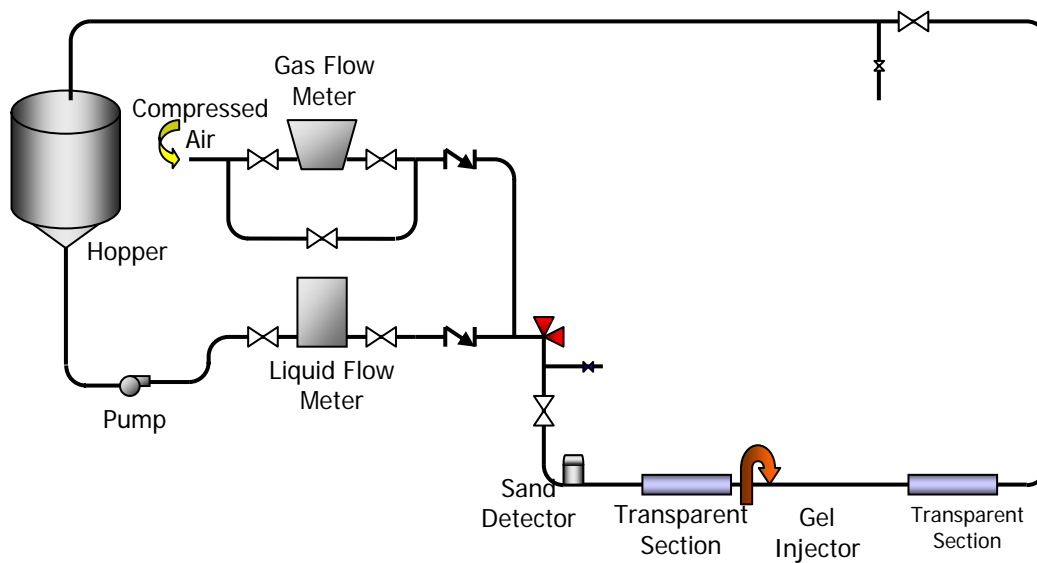 Gas Flow
Meter
Compressed
Air
Hopper
Liquid Flow
Meter
Pump
Sand
Detector
Transparent
Section
Gel
Injector
Transparent
Section